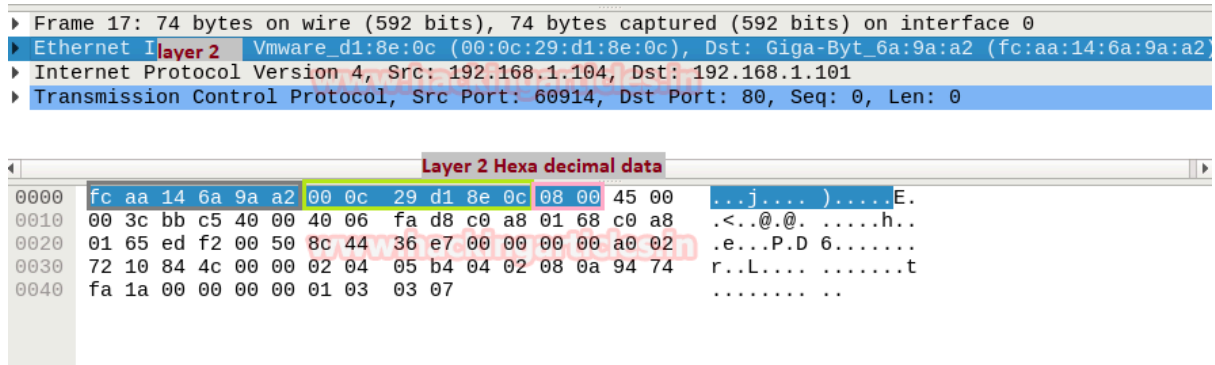 Frame 17: 74 bytes on wire (592 bits), 74 bytes captured (592 bits) on interface 0
Ethernet I layer 2 Vmware_d1:8e:0c (00:0c:29:d1:8e:0c), Dst: Giga-Byt_6a:9a:a2 (fc:aa:14:6a:9a:a2)
Internet Protocol Version 4, Src: 192.168.1.104, Dst: 192.168.1.101
www.hackingarticles.in
Transmission Control Protocol, Src Port: 60914, Dst Port: 80, Seq: 0, Len: 0
Layer 2 Hexa decimal data
0000 fc aa 14 6a 9a a2 00 0c 29 d1 8e 0c 08 00 45 00 ...j.... ).....E.
0010 00 3c bb c5 40 00 40 06 fa d8 c0 a8 01 68 c0 a8 .<..@.@. .....h..
0020 01 65 ed f2 00 50 8c 44 36 e7 00 00 00 00 a0 02 .e...P.D 6.......
www.hackingarticles.in
0030 72 10 84 4c 00 00 02 04 05 b4 04 02 08 0a 94 74 r..L.... .......t
0040 fa 1a 00 00 00 00 01 03 03 07 ........ ..